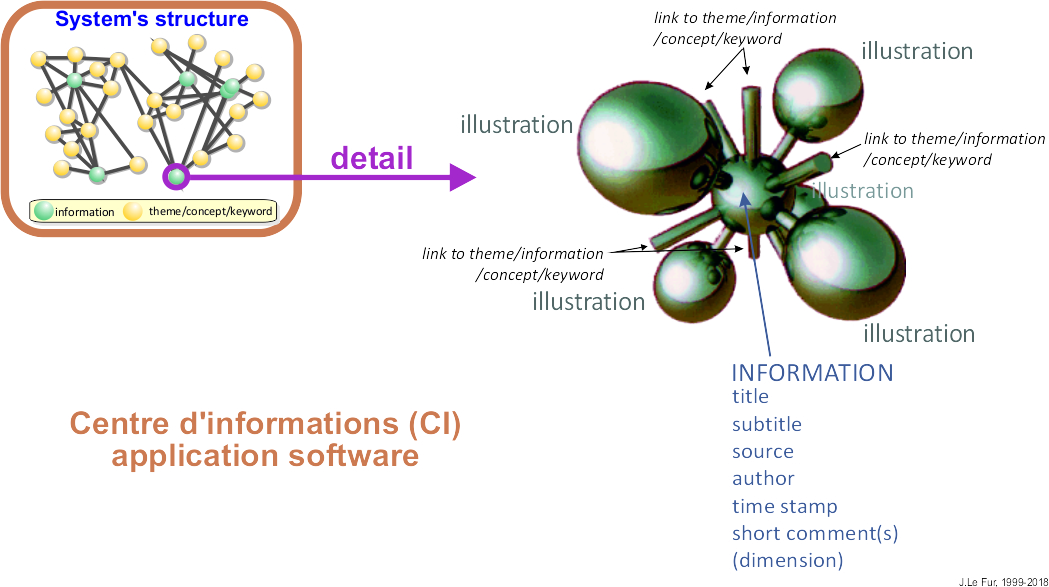 System's structure
information
theme/concept/keyword
detail
link to theme/information
/concept/keyword
illustration
illustration
link to theme/information
/concept/keyword
illustration
link to theme/information
/concept/keyword
illustration
illustration
INFORMATION
title
subtitle
source
author
time stamp
short comment(s)
(dimension)
Centre d'informations (CI)
application software
J.Le Fur, 1999-2018